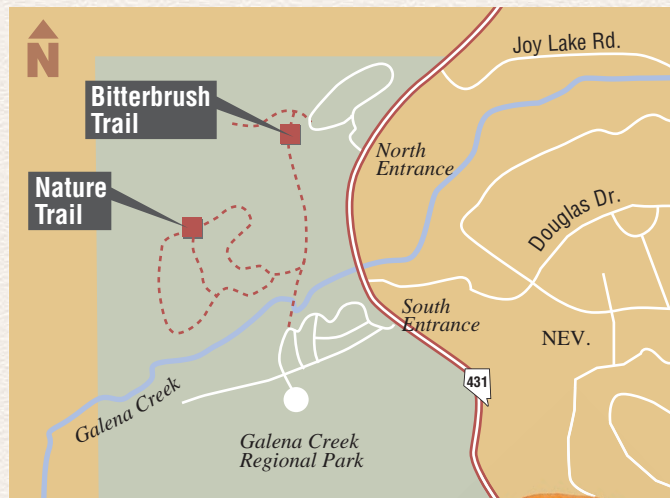 N
Joy Lake Rd.
Bitterbrush
Trail
North
Entrance
Nature
Trail
Douglas Dr.
South
Entrance
NEV.
431
Galena Creek
Galena Creek
Regional Park